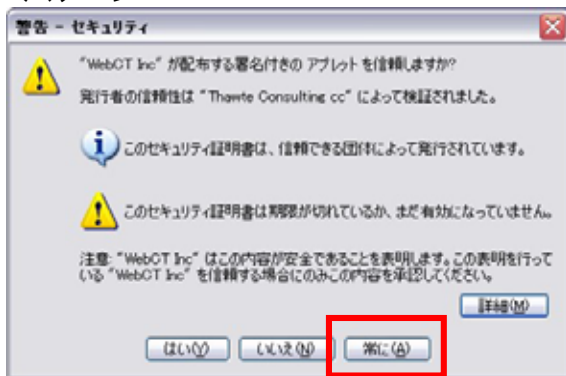 警告 - セキュリティ
"WebCT Inc" が配布する署名付きの アプレット を信頼しますか?
発行者の信頼性は "Thawte Consulting cc" によって検証されました。
このセキュリティ証明書は、信頼できる団体によって発行されています。
このセキュリティ証明書は期限が切れているか、まだ有効になっていません。
注意: "WebCT Inc" はこの内容が安全であることを表明します。この表明を行って
いる "WebCT Inc" を信頼する場合にのみこの内容を承認してください。
詳細(M)
はい(Y) いいえ(N) 常に(A)